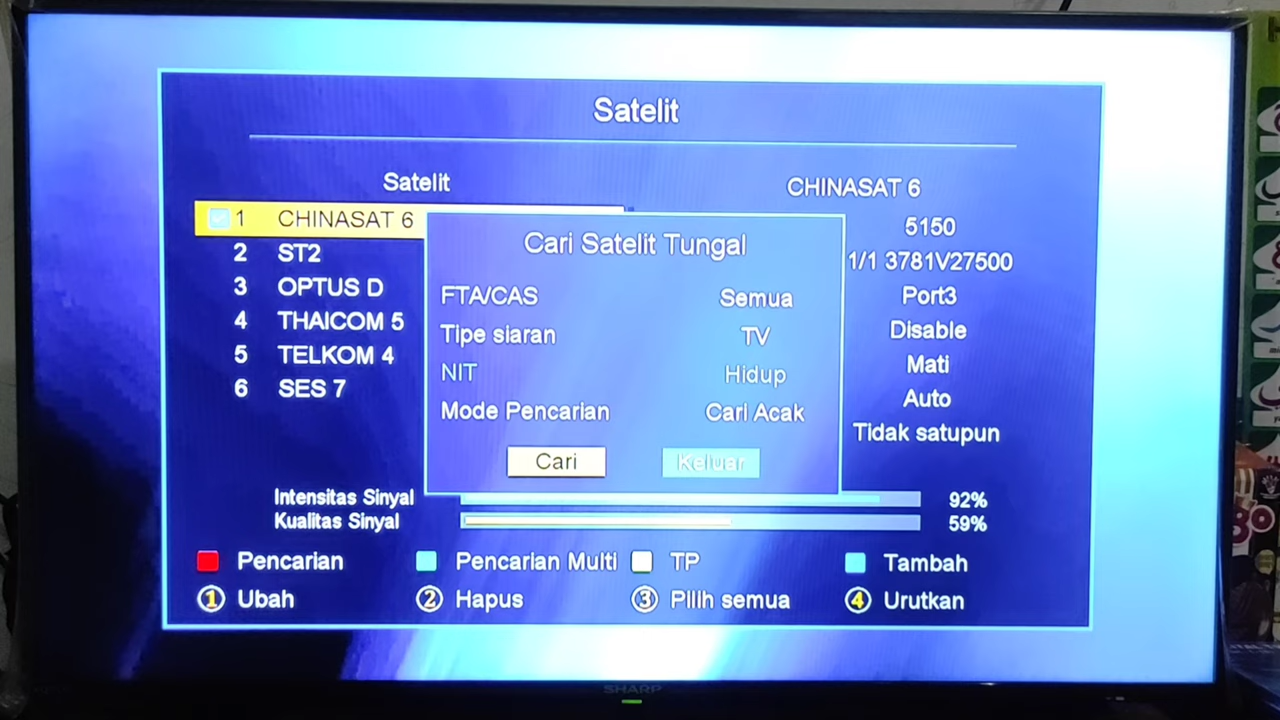 Satelit
Satelit
CHINASAT 6
1 CHINASAT 6
2 ST2
3 OPTUS D
4 THAICOM 5
5 TELKOM 4
6 SES 7
Cari Satelit Tungal
FTA/CAS Semua
Tipe siaran TV
NIT Hidup
Mode Pencarian Cari Acak
Cari Keluar
5150
1/1 3781V27500
Port3
Disable
Mati
Auto
Tidak satupun
Intensitas Sinyal 92%
Kualitas Sinyal 59%
Pencarian Pencarian Multi TP Tambah
1 Ubah 2 Hapus 3 Pilih semua 4 Urutkan
SHARP